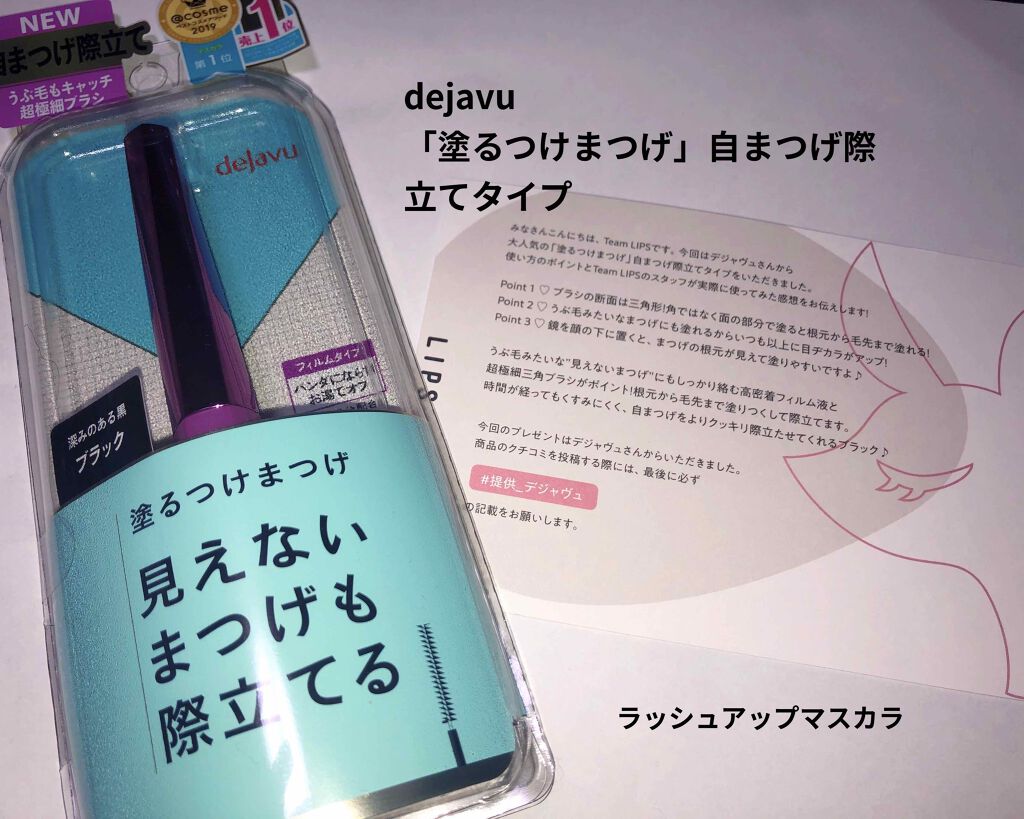 NEW
自まつげ際立て
うぶ毛もキャッチ
超極細ブラシ
@cosme
ベストコスメアワード
2019
マスカラ
第1位
売上1位
dejavu
フィルムタイプ
パンダになら
お湯でオフ
深みのある黒
ブラック
塗るつけまつげ
見えない
まつげも
際立てる
dejavu
「塗るつけまつげ」自まつげ際
立てタイプ
LIPS
みなさんこんにちは、Team LIPSです。今回はデジャヴュさんから
大人気の「塗るつけまつげ」自まつげ際立てタイプをいただきました。
使い方のポイントとTeam LIPSのスタッフが実際に使ってみた感想をお伝えします!
Point 1 ♡ ブラシの断面は三角形!角ではなく面の部分で塗ると根元から毛先まで塗れる!
Point 2 ♡ うぶ毛みたいなまつげにも塗れるからいつも以上に目ヂカラがアップ!
Point 3 ♡ 鏡を顔の下に置くと、まつげの根元が見えて塗りやすいですよ♪
うぶ毛みたいな"見えないまつげ"にもしっかり絡む高密着フィルム液と
超極細三角ブラシがポイント!根元から毛先まで塗りつくして際立てます。
時間が経ってもくすみにくく、自まつげをよりクッキリ際立たせてくれるブラック♪
今回のプレゼントはデジャヴュさんからいただきました。
商品のクチコミを投稿する際には、最後に必ず
#提供_デジャヴュ
の記載をお願いします。
ラッシュアップマスカラ